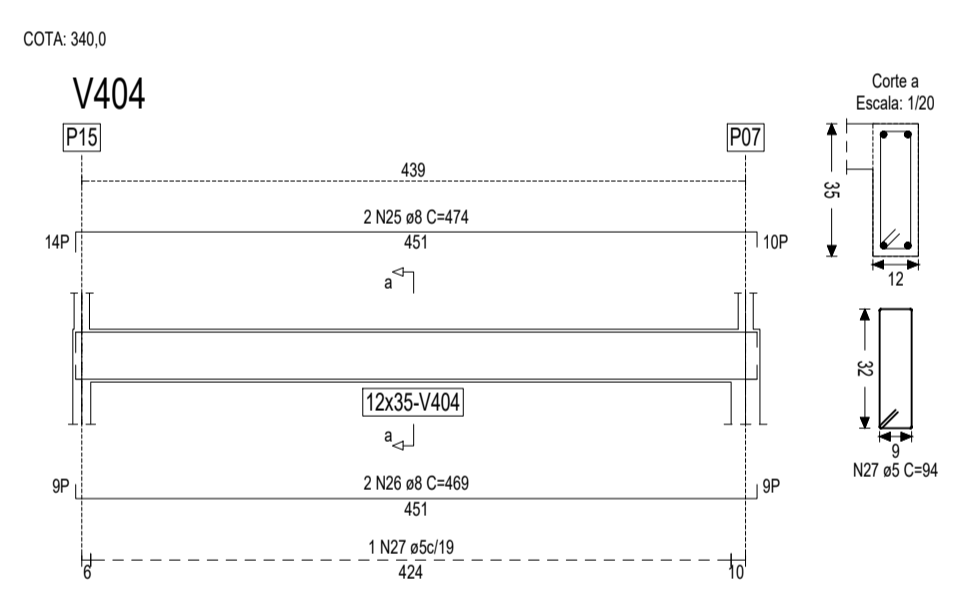 COTA: 340,0
V404
P15
P07
439
2 N25 ø8 C=474
14P
451
10P
a
12x35-V404
a
2 N26 ø8 C=469
9P
451
9P
1 N27 ø5c/19
6
424
10
Corte a
Escala: 1/20
35
12
32
9
N27 ø5 C=94